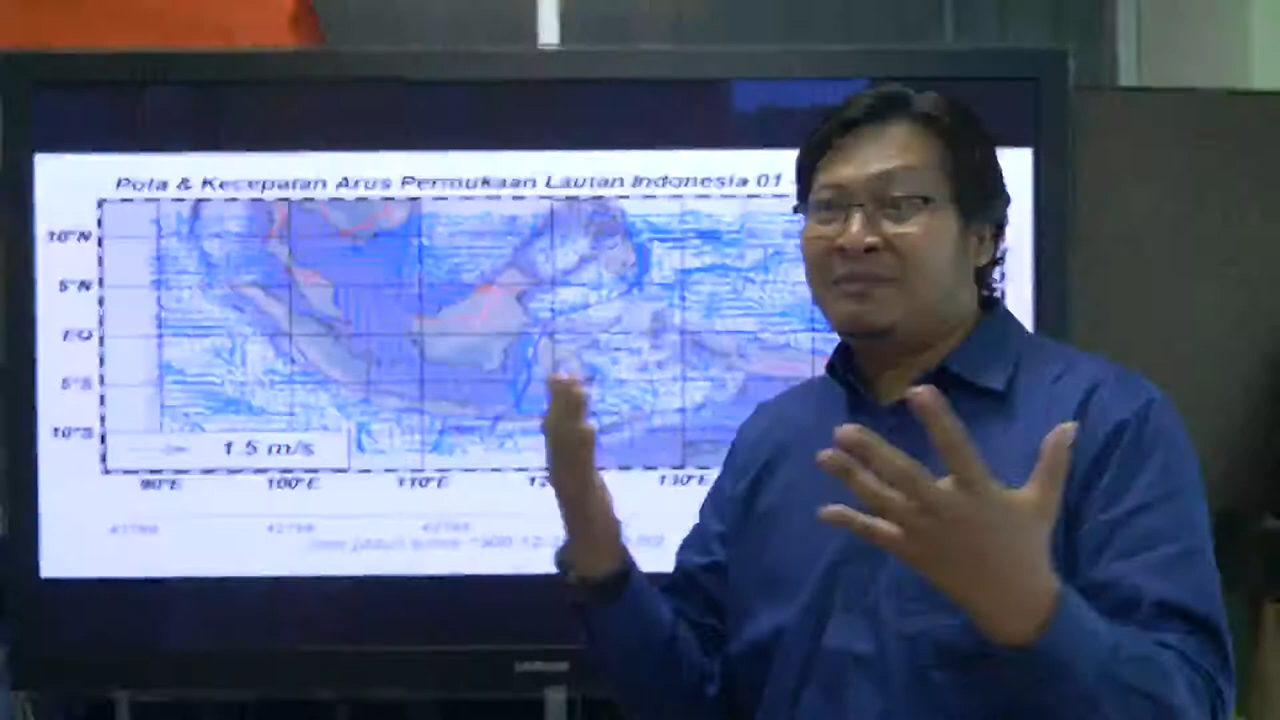 Pola & Kecepatan Arus Permukaan Lautan Indonesia 01
10°N
5°N
EQ
5°S
10°S
1.5 m/s
90°E 100°E 110°E 130°E